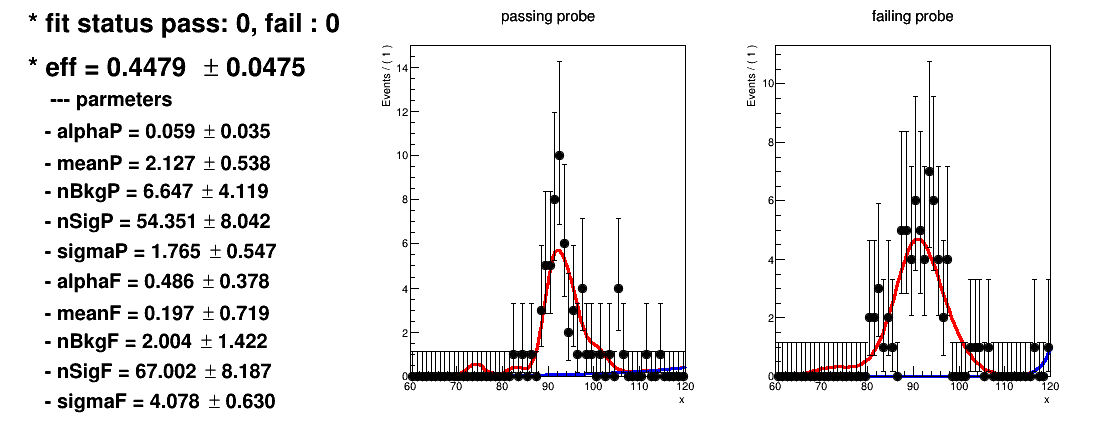 * fit status pass: 0, fail : 0
* eff = 0.4479 ± 0.0475
--- parmeters
- alphaP = 0.059 ± 0.035
- meanP = 2.127 ± 0.538
- nBkgP = 6.647 ± 4.119
- nSigP = 54.351 ± 8.042
- sigmaP = 1.765 ± 0.547
- alphaF = 0.486 ± 0.378
- meanF = 0.197 ± 0.719
- nBkgF = 2.004 ± 1.422
- nSigF = 67.002 ± 8.187
- sigmaF = 4.078 ± 0.630
passing probe
Events / ( 1 )
14
12
10
8
6
4
2
0
60 70 80 90 100 110 120
x
failing probe
Events / ( 1 )
10
8
6
4
2
0
60 70 80 90 100 110 120
x